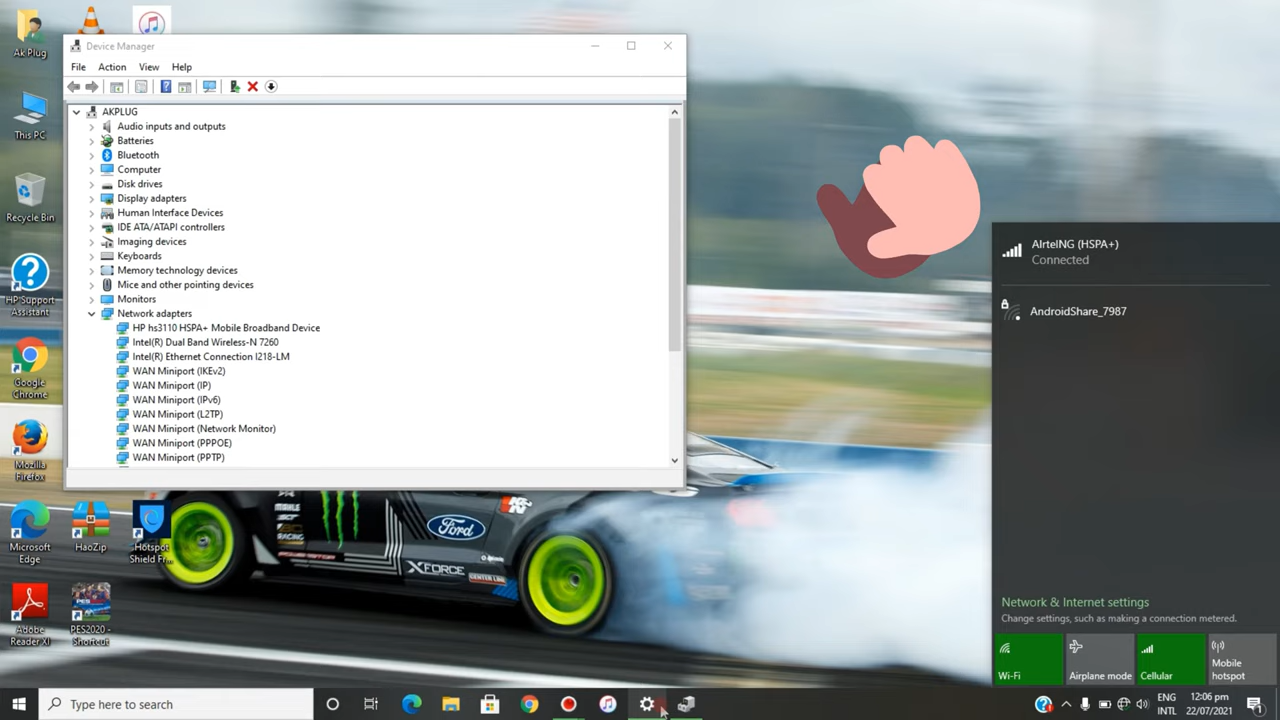 Ak Plug
This PC
Recycle Bin
HP Support
Assistant
Google
Chrome
Mozilla
Firefox
Microsoft
Edge
HaoZip
Hotspot
Shield Fr...
Adobe
Reader XI
PES2020 -
Shortcut
Device Manager
File Action View Help
AKPLUG
Audio inputs and outputs
Batteries
Bluetooth
Computer
Disk drives
Display adapters
Human Interface Devices
IDE ATA/ATAPI controllers
Imaging devices
Keyboards
Memory technology devices
Mice and other pointing devices
Monitors
Network adapters
HP hs3110 HSPA+ Mobile Broadband Device
Intel(R) Dual Band Wireless-N 7260
Intel(R) Ethernet Connection I218-LM
WAN Miniport (IKEv2)
WAN Miniport (IP)
WAN Miniport (IPv6)
WAN Miniport (L2TP)
WAN Miniport (Network Monitor)
WAN Miniport (PPPOE)
WAN Miniport (PPTP)
AIrtelNG (HSPA+)
Connected
AndroidShare_7987
Network & Internet settings
Change settings, such as making a connection metered.
Wi-Fi
Airplane mode
Cellular
Mobile
hotspot
Ford
XFORCE
Type here to search
ENG
INTL
12:06 pm
22/07/2021